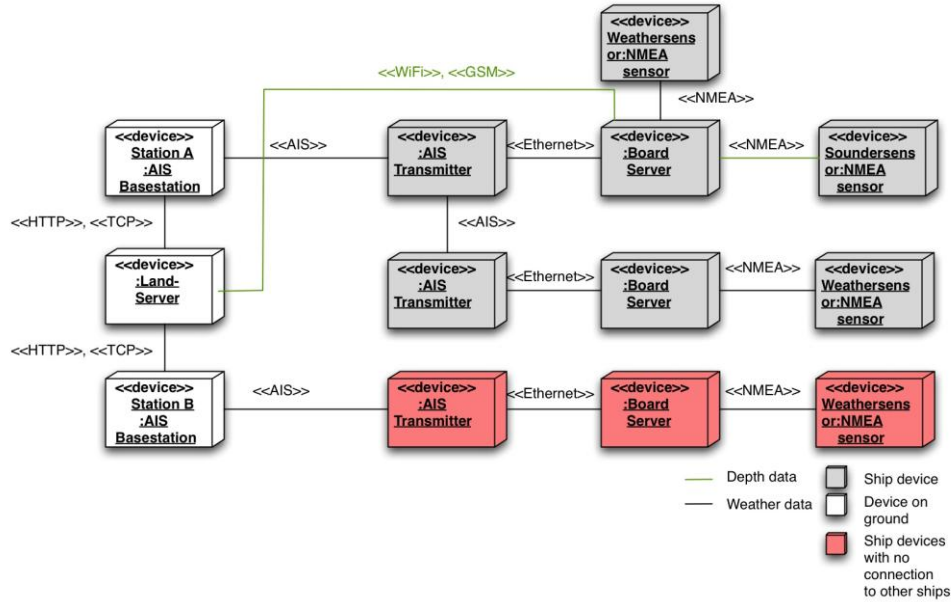 <<device>>
Weathersens
or:NMEA
sensor
<<WiFi>>, <<GSM>>
<<NMEA>>
<<device>>
Station A
:AIS
Basestation
<<AIS>>
<<device>>
:AIS
Transmitter
<<Ethernet>>
<<device>>
:Board
Server
<<NMEA>>
<<device>>
Soundersens
or:NMEA
sensor
<<HTTP>>, <<TCP>>
<<AIS>>
<<device>>
:Land-
Server
<<device>>
:AIS
Transmitter
<<Ethernet>>
<<device>>
:Board
Server
<<NMEA>>
<<device>>
Weathersens
or:NMEA
sensor
<<HTTP>>, <<TCP>>
<<device>>
Station B
:AIS
Basestation
<<AIS>>
<<device>>
:AIS
Transmitter
<<Ethernet>>
<<device>>
:Board
Server
<<NMEA>>
<<device>>
Weathersens
or:NMEA
sensor
Depth data
Weather data
Ship device
Device on
ground
Ship devices
with no
connection
to other ships